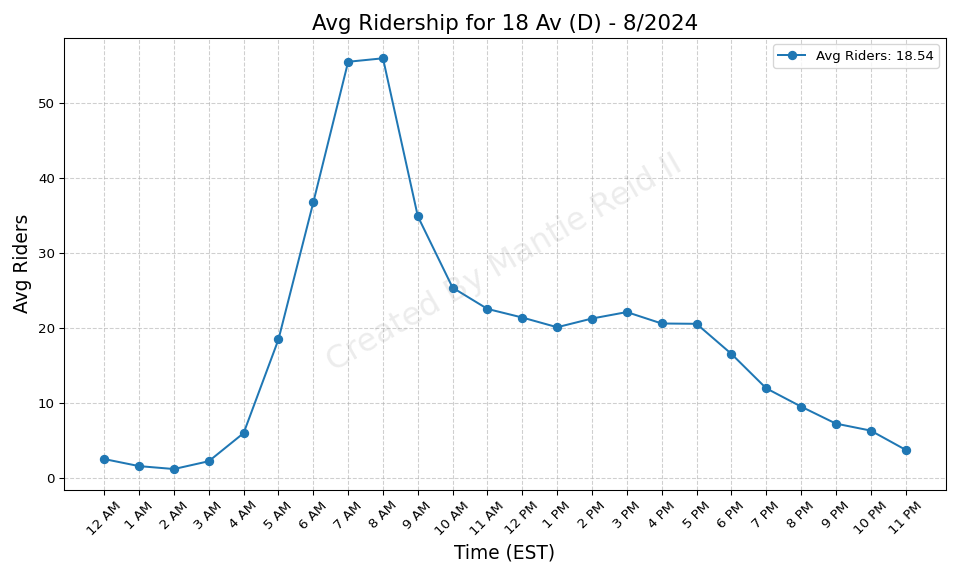 Avg Ridership for 18 Av (D) - 8/2024
Avg Riders: 18.54
Avg Riders
50
40
30
20
10
0
Created By Mantie Reid II
12 AM
1 AM
2 AM
3 AM
4 AM
5 AM
6 AM
7 AM
8 AM
9 AM
10 AM
11 AM
12 PM
1 PM
2 PM
3 PM
4 PM
5 PM
6 PM
7 PM
8 PM
9 PM
10 PM
11 PM
Time (EST)